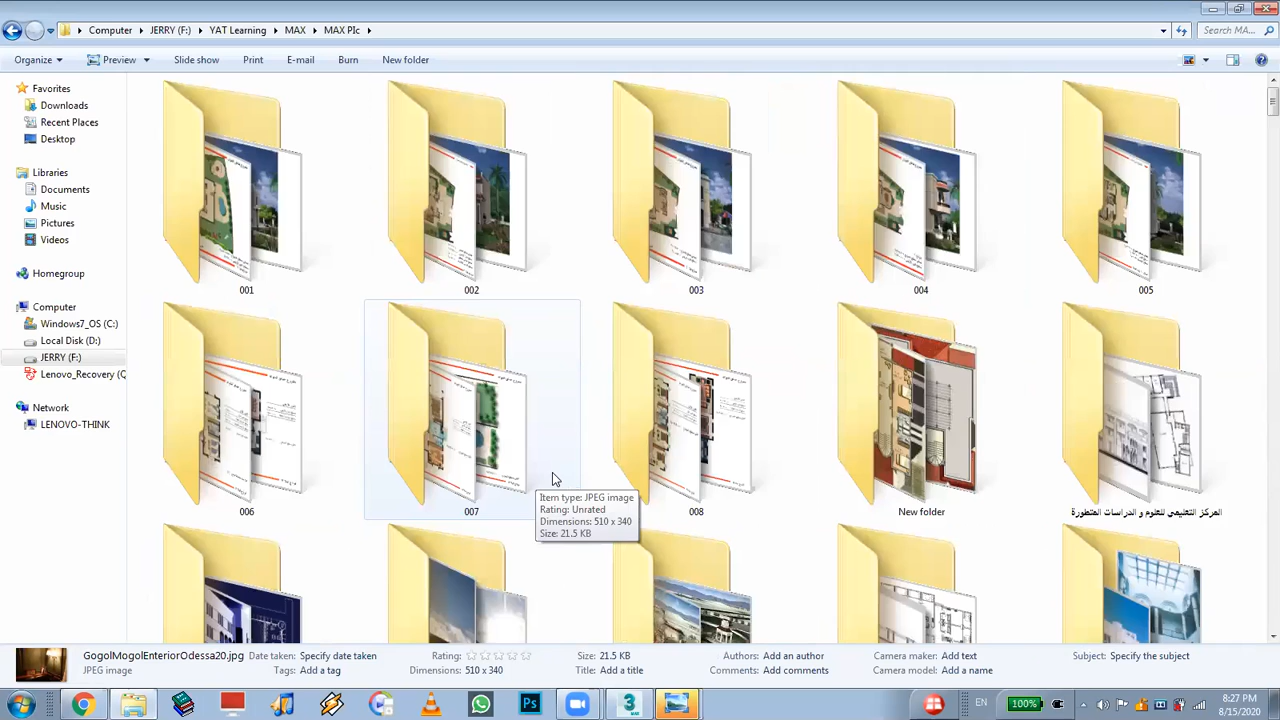 Computer ▸ JERRY (F:) ▸ YAT Learning ▸ MAX ▸ MAX PIc ▸
Search MA...
Organize Preview Slide show Print E-mail Burn New folder
Favorites
Downloads
Recent Places
Desktop
Libraries
Documents
Music
Pictures
Videos
Homegroup
Computer
Windows7_OS (C:)
Local Disk (D:)
JERRY (F:)
Lenovo_Recovery (Q
Network
LENOVO-THINK
001 002 003 004 005
006 007 008 New folder المركز التعليمى للعلوم و الدراسات المتطورة
Item type: JPEG image
Rating: Unrated
Dimensions: 510 x 340
Size: 21.5 KB
GogolMogolEnteriorOdessa20.jpg Date taken: Specify date taken Rating: Size: 21.5 KB Authors: Add an author Camera maker: Add text Subject: Specify the subject
JPEG image Tags: Add a tag Dimensions: 510 x 340 Title: Add a title Comments: Add comments Camera model: Add a name
Ps
3
MAX
EN
100%
8:27 PM
8/15/2020